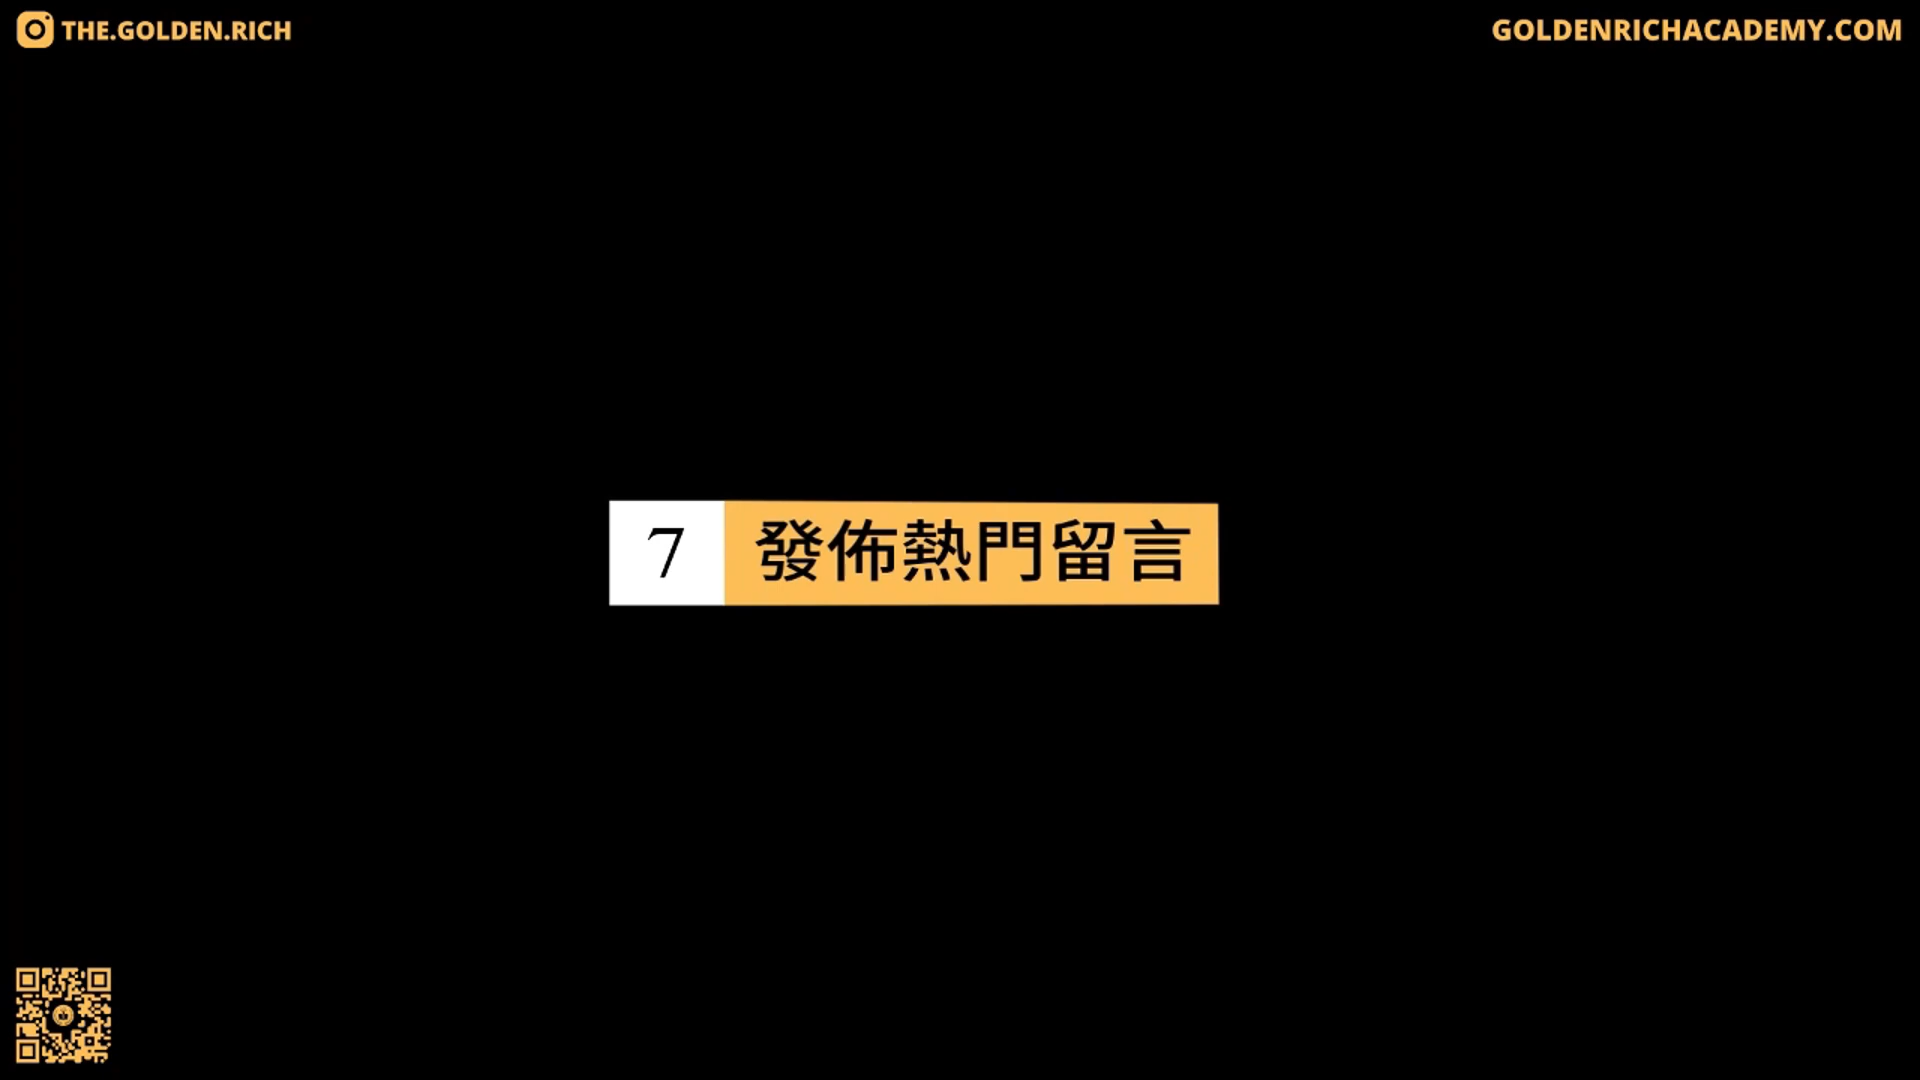 THE.GOLDEN.RICH
GOLDENRICHACADEMY.COM
7 發佈熱門留言